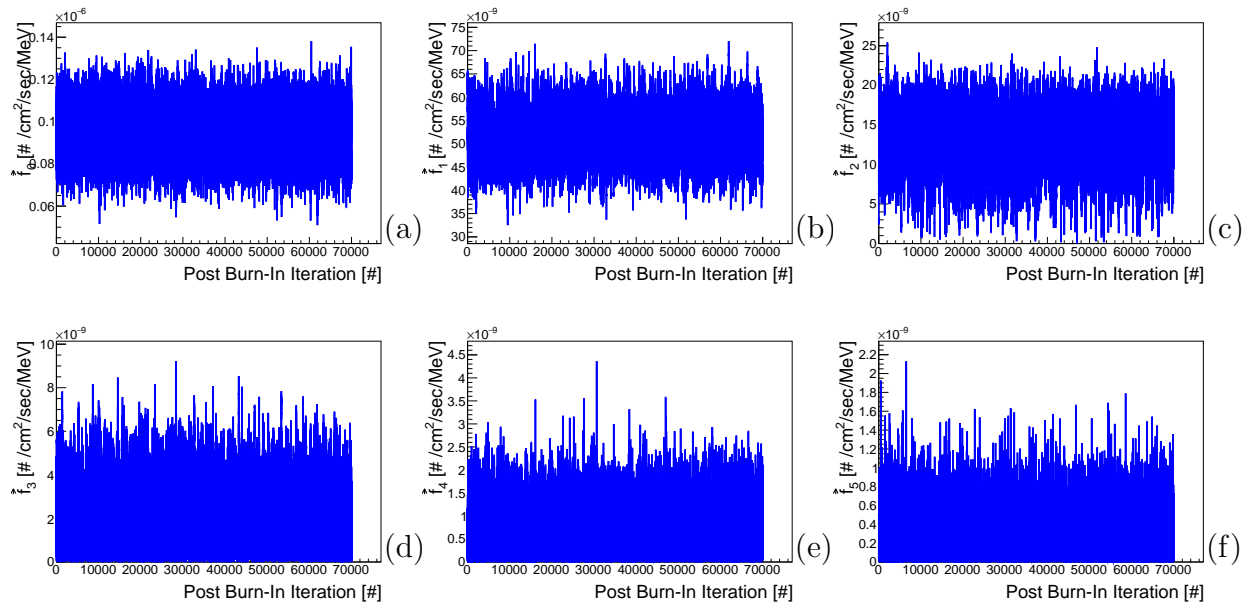 ×10⁻⁶
0.14
0.12
0.1
0.08
0.06
f̂₀ [# /cm²/sec/MeV]
0 10000 20000 30000 40000 50000 60000 70000
Post Burn-In Iteration [#]
(a)
×10⁻⁹
75
70
65
60
55
50
45
40
35
30
f̂₁ [# /cm²/sec/MeV]
0 10000 20000 30000 40000 50000 60000 70000
Post Burn-In Iteration [#]
(b)
×10⁻⁹
25
20
15
10
5
0
f̂₂ [# /cm²/sec/MeV]
0 10000 20000 30000 40000 50000 60000 70000
Post Burn-In Iteration [#]
(c)
×10⁻⁹
10
8
6
4
2
0
f̂₃ [# /cm²/sec/MeV]
0 10000 20000 30000 40000 50000 60000 70000
Post Burn-In Iteration [#]
(d)
×10⁻⁹
4.5
4
3.5
3
2.5
2
1.5
1
0.5
0
f̂₄ [# /cm²/sec/MeV]
0 10000 20000 30000 40000 50000 60000 70000
Post Burn-In Iteration [#]
(e)
×10⁻⁹
2.2
2
1.8
1.6
1.4
1.2
1
0.8
0.6
0.4
0.2
0
f̂₅ [# /cm²/sec/MeV]
0 10000 20000 30000 40000 50000 60000 70000
Post Burn-In Iteration [#]
(f)